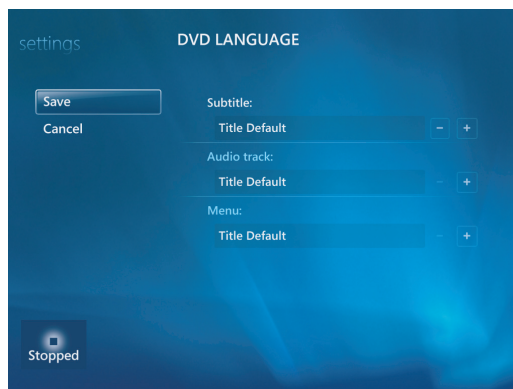 settings
DVD LANGUAGE
Save
Cancel
Subtitle:
Title Default - +
Audio track:
Title Default - +
Menu:
Title Default - +
Stopped